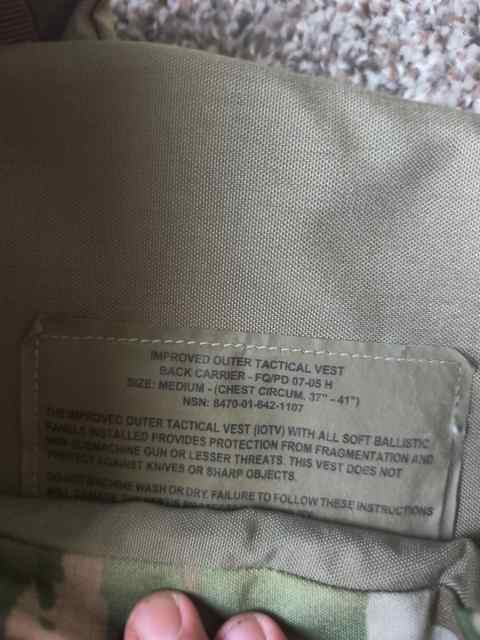 IMPROVED OUTER TACTICAL VEST
BACK CARRIER - FQ/PD 07-05 H
SIZE: MEDIUM - (CHEST CIRCUM. 37" - 41")
NSN: 8470-01-642-1107
THE IMPROVED OUTER TACTICAL VEST (IOTV) WITH ALL SOFT BALLISTIC
PANELS INSTALLED PROVIDES PROTECTION FROM FRAGMENTATION AND
MM SUBMACHINE GUN OR LESSER THREATS. THIS VEST DOES NOT
PROTECT AGAINST KNIVES OR SHARP OBJECTS.
DO NOT MACHINE WASH OR DRY. FAILURE TO FOLLOW THESE INSTRUCTIONS
WILL